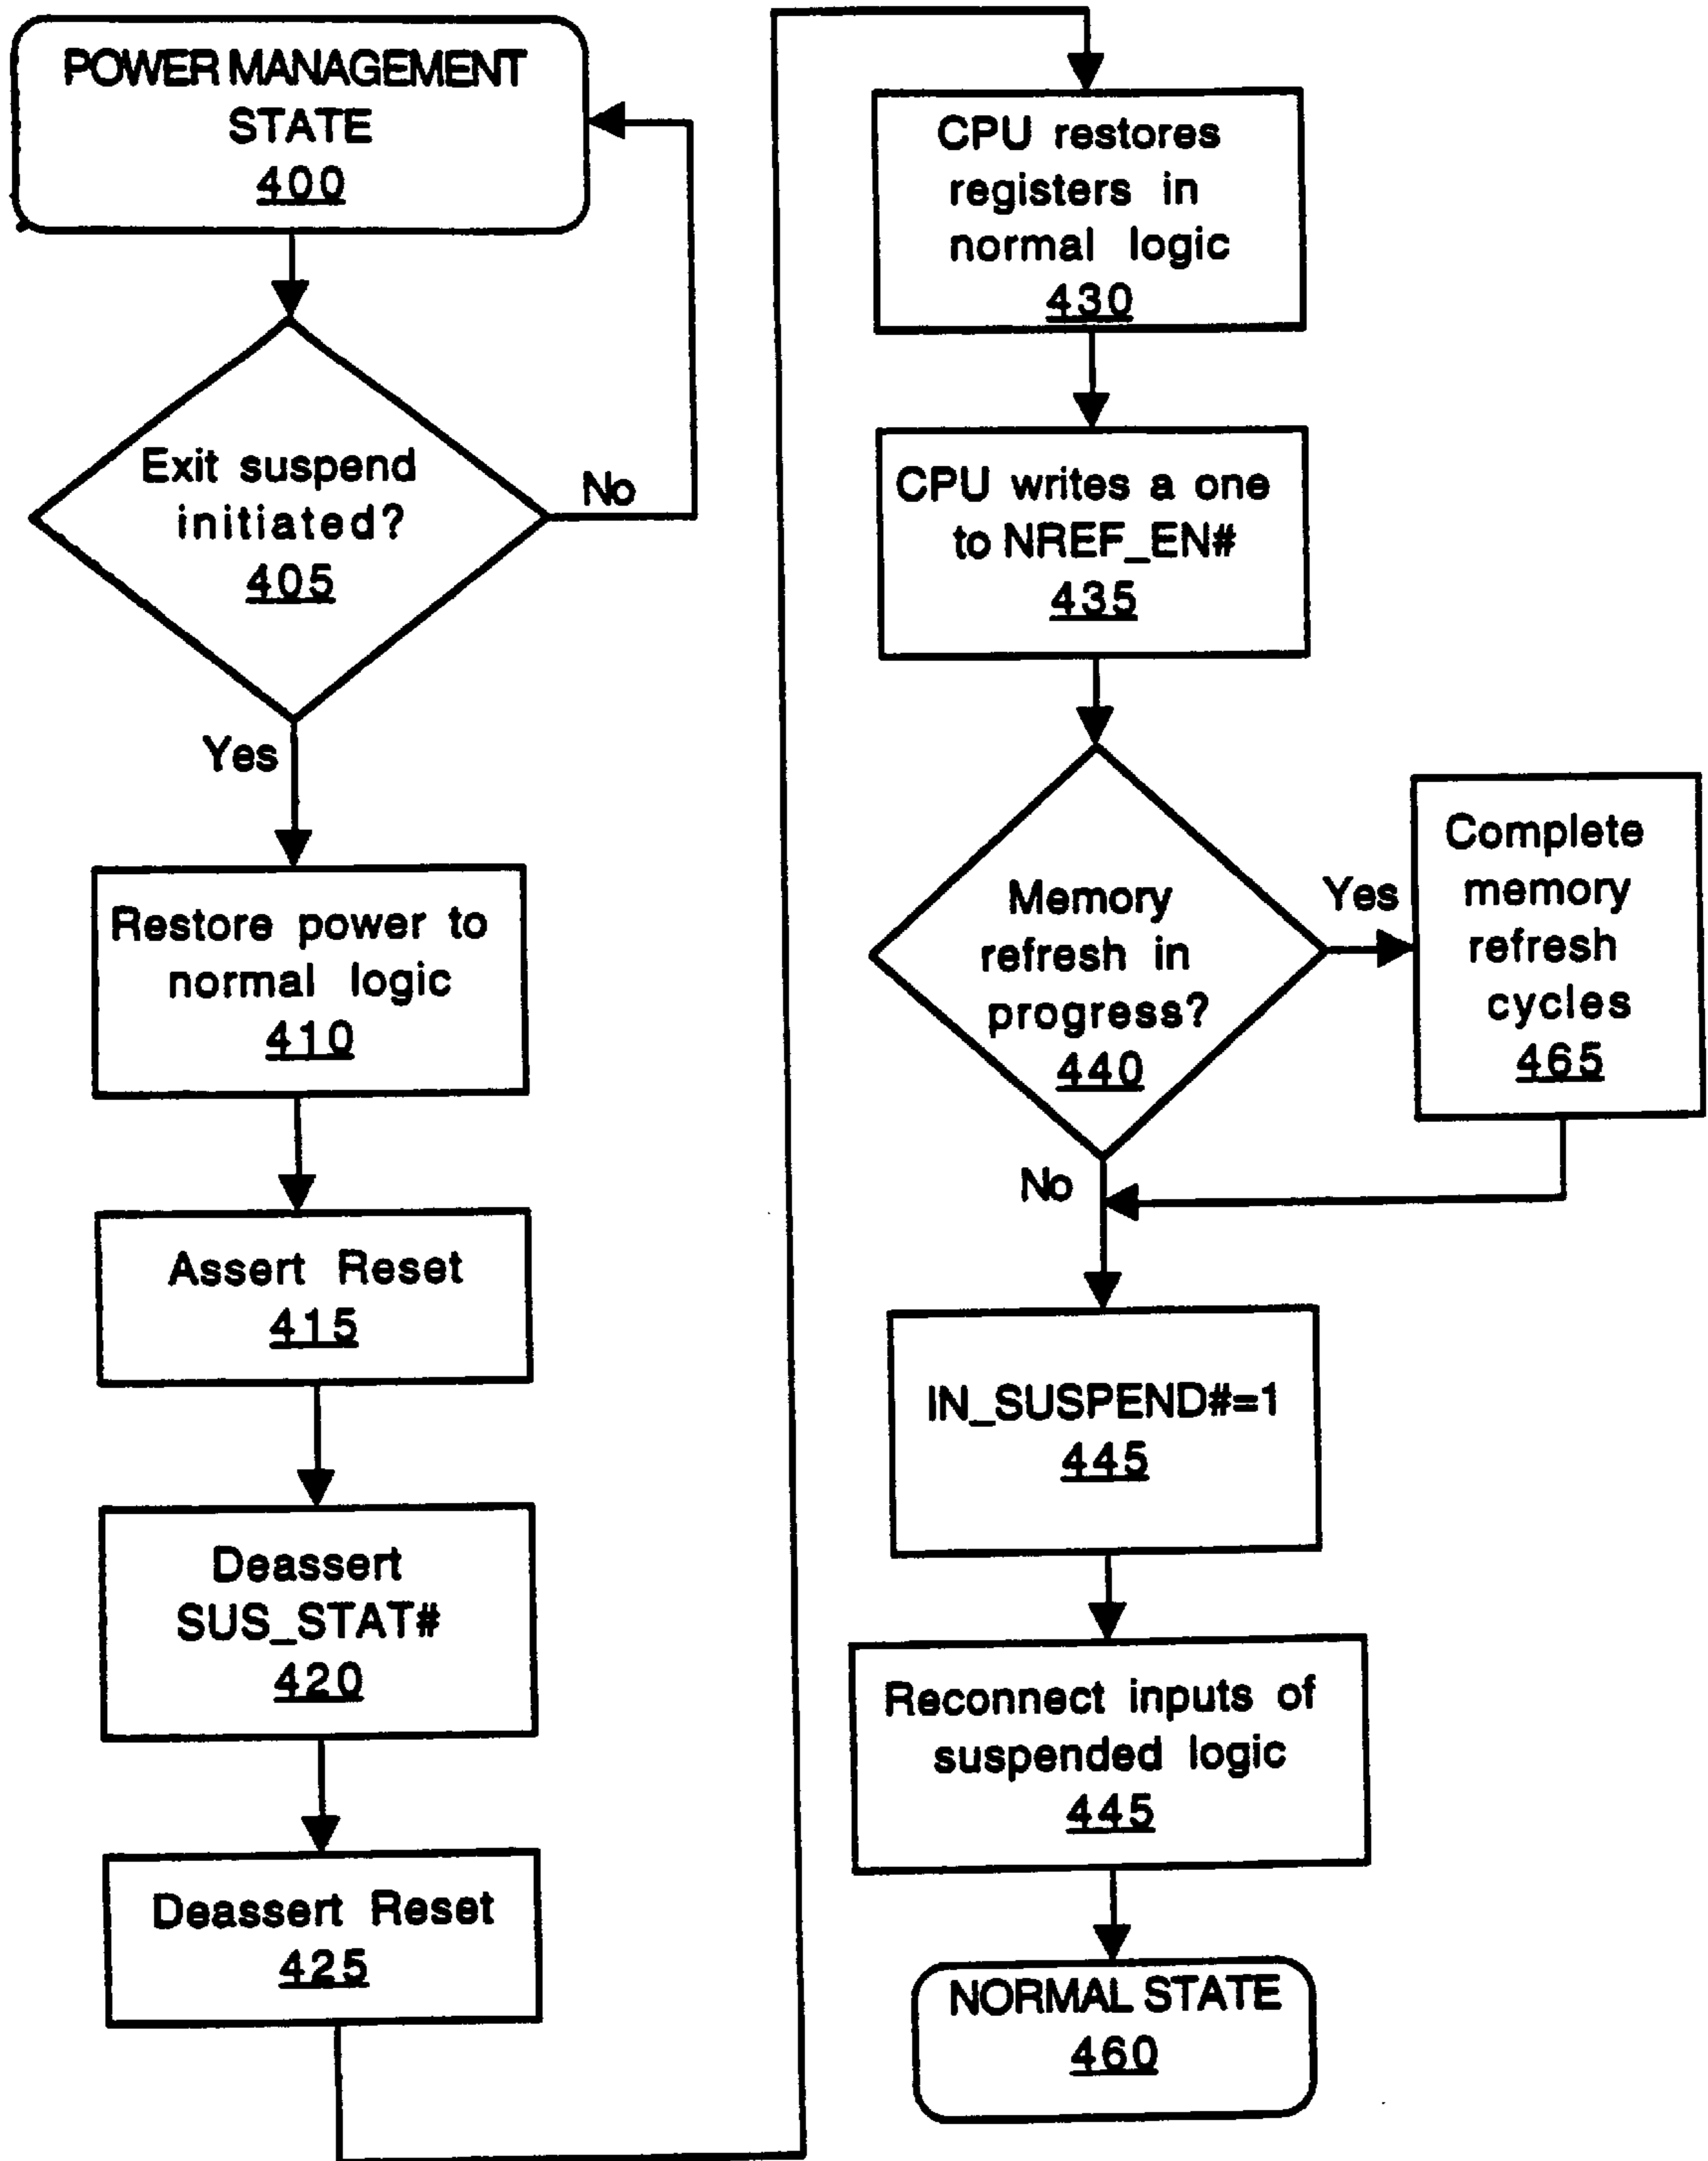 POWER MANAGEMENT
STATE
400
Exit suspend
initiated?
405
No
Yes
Restore power to
normal logic
410
Assert Reset
415
Deassert
SUS_STAT#
420
Deassert Reset
425
CPU restores
registers in
normal logic
430
CPU writes a one
to NREF_EN#
435
Memory
refresh in
progress?
440
Yes
Complete
memory
refresh
cycles
465
No
IN_SUSPEND#=1
445
Reconnect inputs of
suspended logic
445
NORMAL STATE
460